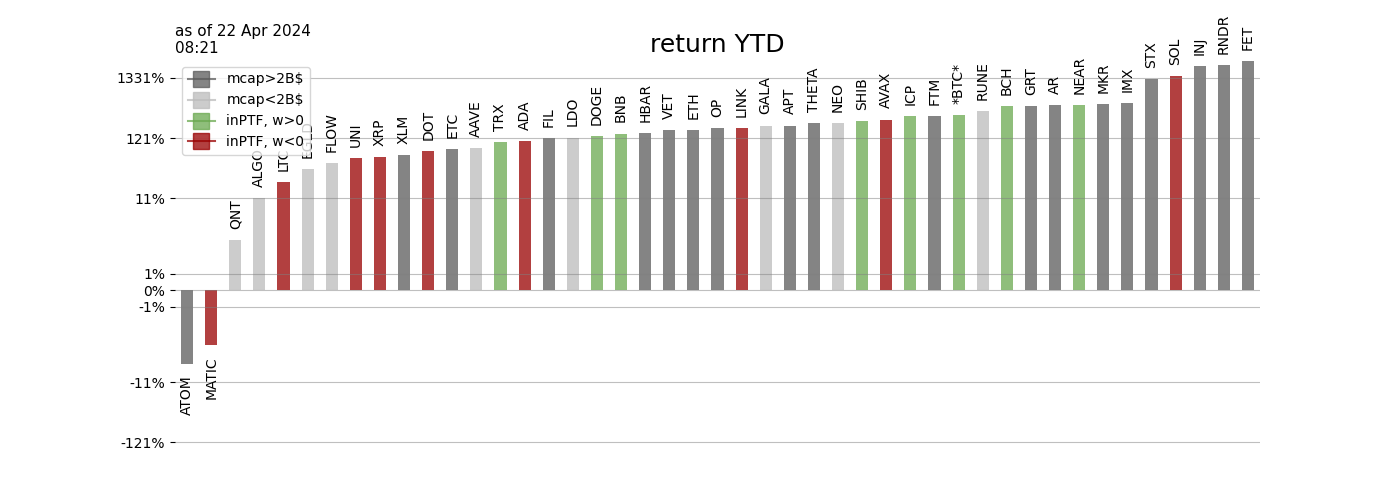 as of 22 Apr 2024
08:21
return YTD
mcap>2B$
mcap<2B$
inPTF, w>0
inPTF, w<0
1331%
121%
11%
1%
0%
-1%
-11%
-121%
ATOM
MATIC
QNT
ALGO
LTC
EGLD
FLOW
UNI
XRP
XLM
DOT
ETC
AAVE
TRX
ADA
FIL
LDO
DOGE
BNB
HBAR
VET
ETH
OP
LINK
GALA
APT
THETA
NEO
SHIB
AVAX
ICP
FTM
*BTC*
RUNE
BCH
GRT
AR
NEAR
MKR
IMX
STX
SOL
INJ
RNDR
FET